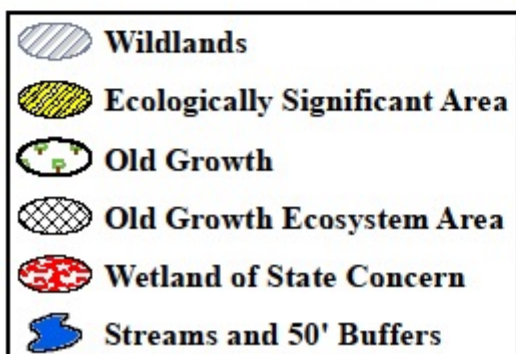 Wildlands
Ecologically Significant Area
Old Growth
Old Growth Ecosystem Area
Wetland of State Concern
Streams and 50' Buffers